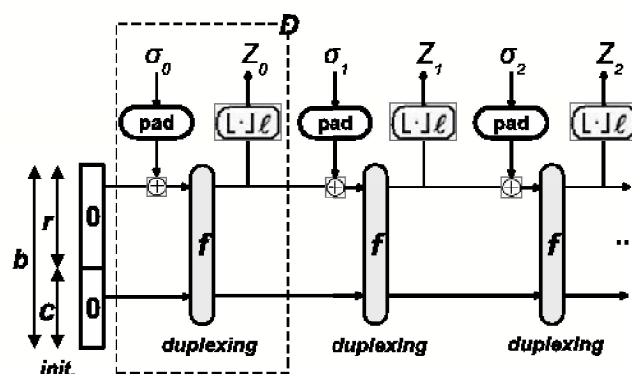 D
σ0 Z0 σ1 Z1 σ2 Z2
pad ⌊·⌋ℓ pad ⌊·⌋ℓ pad ⌊·⌋ℓ
r 0 f f f ..
b
c 0
init. duplexing duplexing duplexing